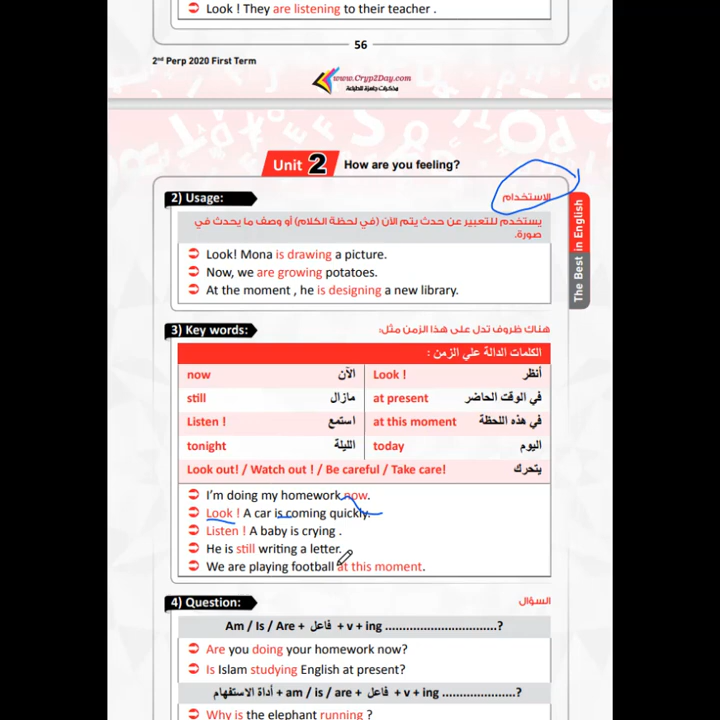 Look ! They are listening to their teacher .
56
2nd Perp 2020 First Term
www.Cryp2Day.com
مذكرات جاهزة للطباعة
Unit 2 How are you feeling?
2) Usage: الاستخدام
يستخدم للتعبير عن حدث يتم الآن (في لحظة الكلام) أو وصف ما يحدث في
صورة.
Look! Mona is drawing a picture.
Now, we are growing potatoes.
At the moment , he is designing a new library.
The Best in English
3) Key words: هناك ظروف تدل على هذا الزمن مثل:
الكلمات الدالة علي الزمن :
now الآن Look ! أنظر
still مازال at present في الوقت الحاضر
Listen ! استمع at this moment في هذه اللحظة
tonight الليلة today اليوم
Look out! / Watch out ! / Be careful / Take care! يتحرك
I'm doing my homework now.
Look ! A car is coming quickly.
Listen ! A baby is crying .
He is still writing a letter.
We are playing football at this moment.
4) Question: السؤال
Am / Is / Are + فاعل + v + ing ..............................?
Are you doing your homework now?
Is Islam studying English at present?
أداة الاستفهام + am / is / are + فاعل + v + ing ....................?
Why is the elephant running ?